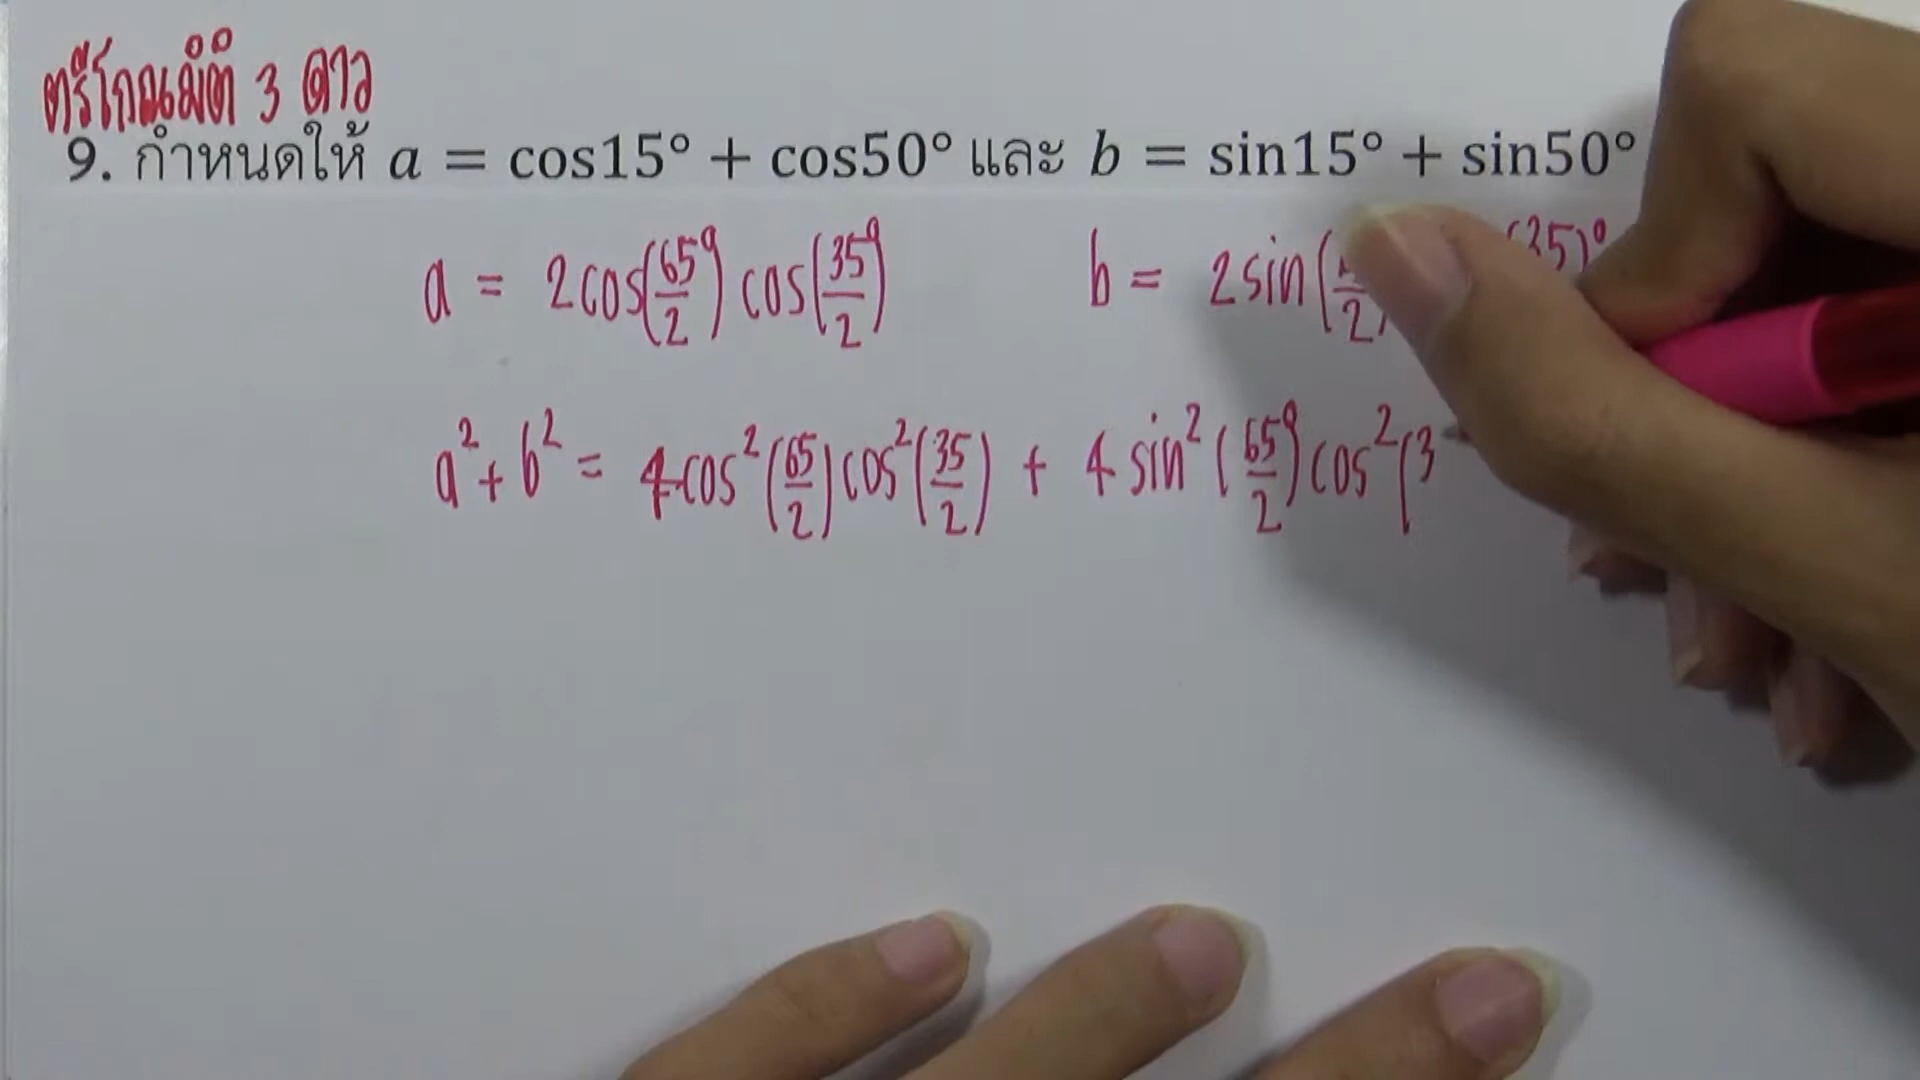 ตรีโกณมิติ 3 ดาว
9. กำหนดให้ a = cos15° + cos50° และ b = sin15° + sin50°
a = 2cos(65/2)° cos(35/2)° b = 2sin( /2) (35)°
a² + b² = 4cos²(65/2)cos²(35/2) + 4 sin²(65/2)° cos²(3